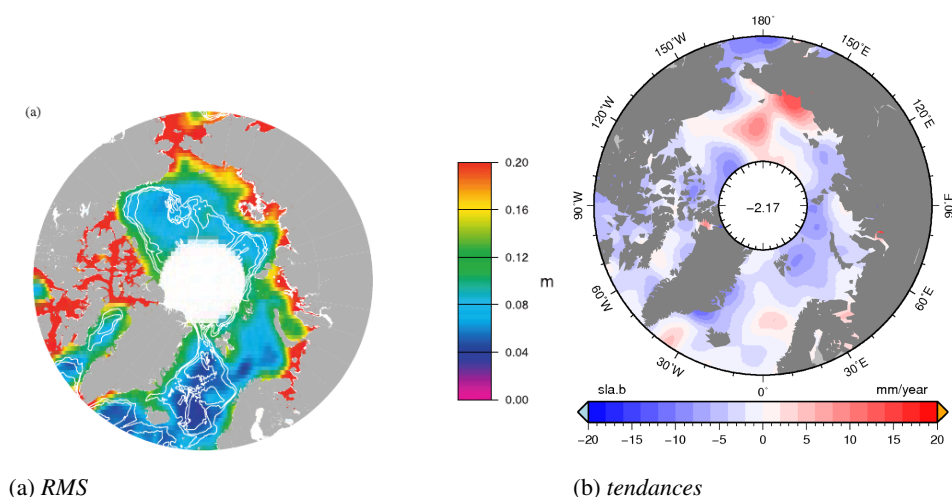 (a)
0.20
0.16
0.12
m
0.08
0.04
0.00
180˚
150˚W
150˚E
120˚W
120˚E
90˚W
−2.17
90˚E
60˚W
60˚E
30˚W
30˚E
0˚
sla.b
mm/year
−20 −15 −10 −5 0 5 10 15 20
(a) RMS
(b) tendances